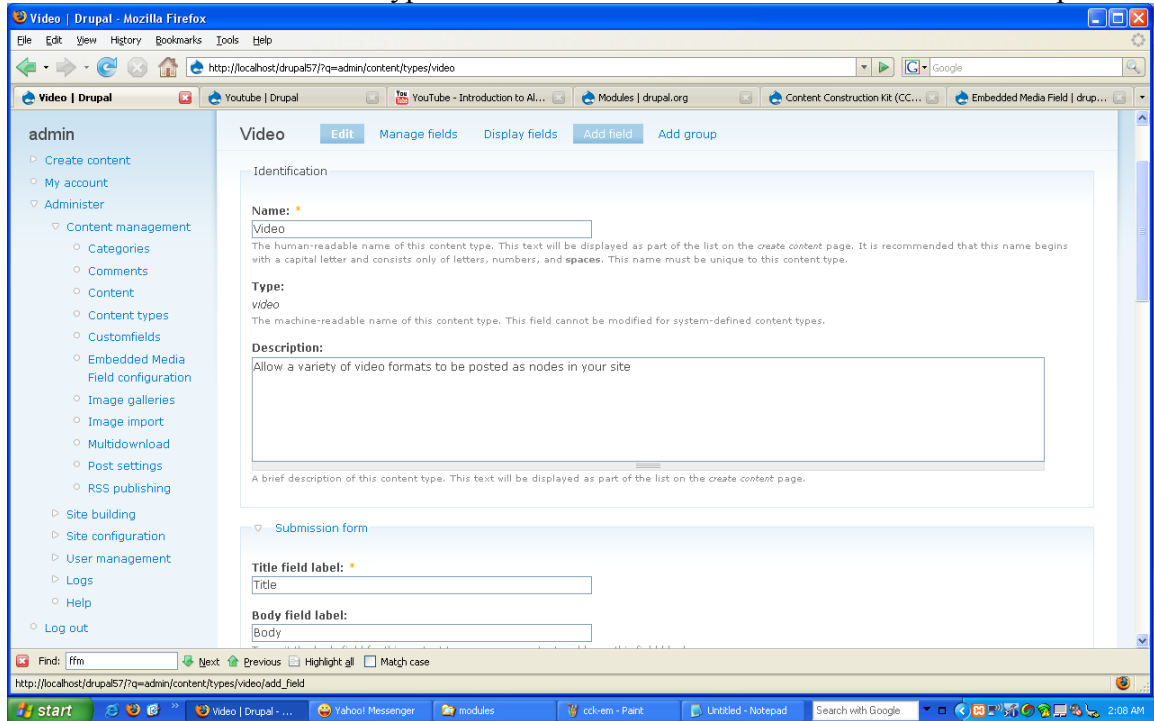 Video | Drupal - Mozilla Firefox
File Edit View History Bookmarks Tools Help
http://localhost/drupal57/?q=admin/content/types/video
Google
Video | Drupal
Youtube | Drupal
YouTube - Introduction to Al...
Modules | drupal.org
Content Construction Kit (CC...
Embedded Media Field | drup...
admin
Create content
My account
Administer
Content management
Categories
Comments
Content
Content types
Customfields
Embedded Media
Field configuration
Image galleries
Image import
Multidownload
Post settings
RSS publishing
Site building
Site configuration
User management
Logs
Help
Log out
Video Edit Manage fields Display fields Add field Add group
Identification
Name: *
Video
The human-readable name of this content type. This text will be displayed as part of the list on the create content page. It is recommended that this name begins
with a capital letter and consists only of letters, numbers, and spaces. This name must be unique to this content type.
Type:
video
The machine-readable name of this content type. This field cannot be modified for system-defined content types.
Description:
Allow a variety of video formats to be posted as nodes in your site
A brief description of this content type. This text will be displayed as part of the list on the create content page.
Submission form
Title field label: *
Title
Body field label:
Body
Find: ffm Next Previous Highlight all Match case
http://localhost/drupal57/?q=admin/content/types/video/add_field
start
Video | Drupal - ...
Yahoo! Messenger
modules
cck-em - Paint
Untitled - Notepad
Search with Google
2:08 AM